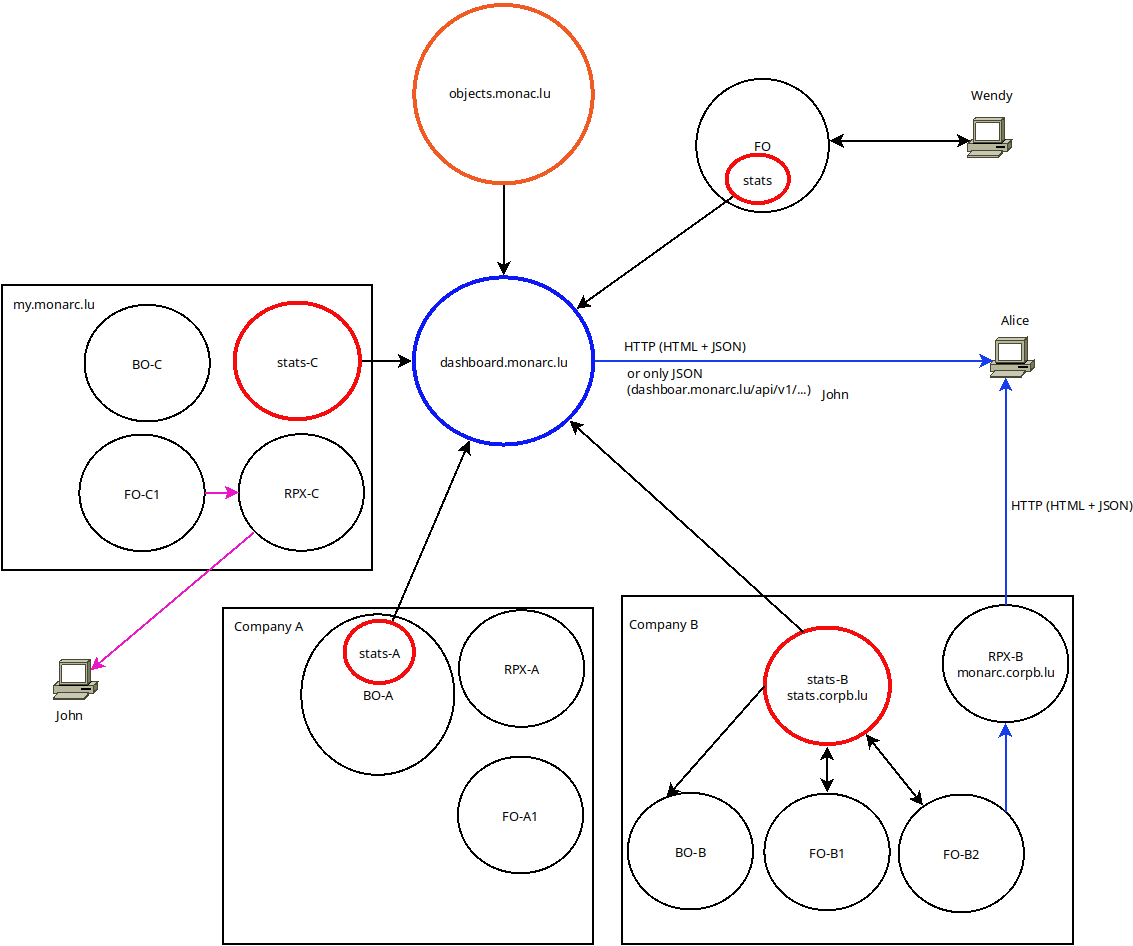 objects.monac.lu
Wendy
FO
stats
my.monarc.lu
BO-C
stats-C
dashboard.monarc.lu
HTTP (HTML + JSON)
or only JSON
(dashboar.monarc.lu/api/v1/...)
John
Alice
FO-C1
RPX-C
HTTP (HTML + JSON)
John
Company A
stats-A
BO-A
RPX-A
FO-A1
Company B
stats-B
stats.corpb.lu
RPX-B
monarc.corpb.lu
BO-B
FO-B1
FO-B2